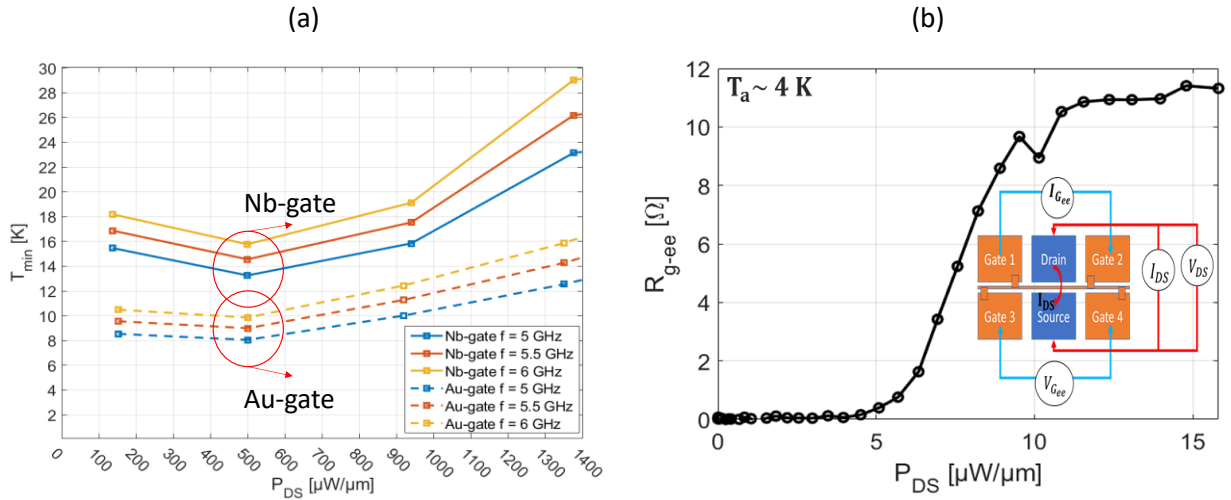 (a)
(b)
30
28
26
24
22
20
18
16
14
12
10
8
6
4
2
T_min [K]
Nb-gate
Au-gate
Nb-gate f = 5 GHz
Nb-gate f = 5.5 GHz
Nb-gate f = 6 GHz
Au-gate f = 5 GHz
Au-gate f = 5.5 GHz
Au-gate f = 6 GHz
0 100 200 300 400 500 600 700 800 900 1000 1100 1200 1300 1400
P_DS [µW/µm]
T_a ~ 4 K
14
12
10
8
6
4
2
0
R_g-ee [Ω]
I_Gee
Gate 1 Drain Gate 2
I_DS V_DS
I_DS
Gate 3 Source Gate 4
V_Gee
0 5 10 15
P_DS [µW/µm]